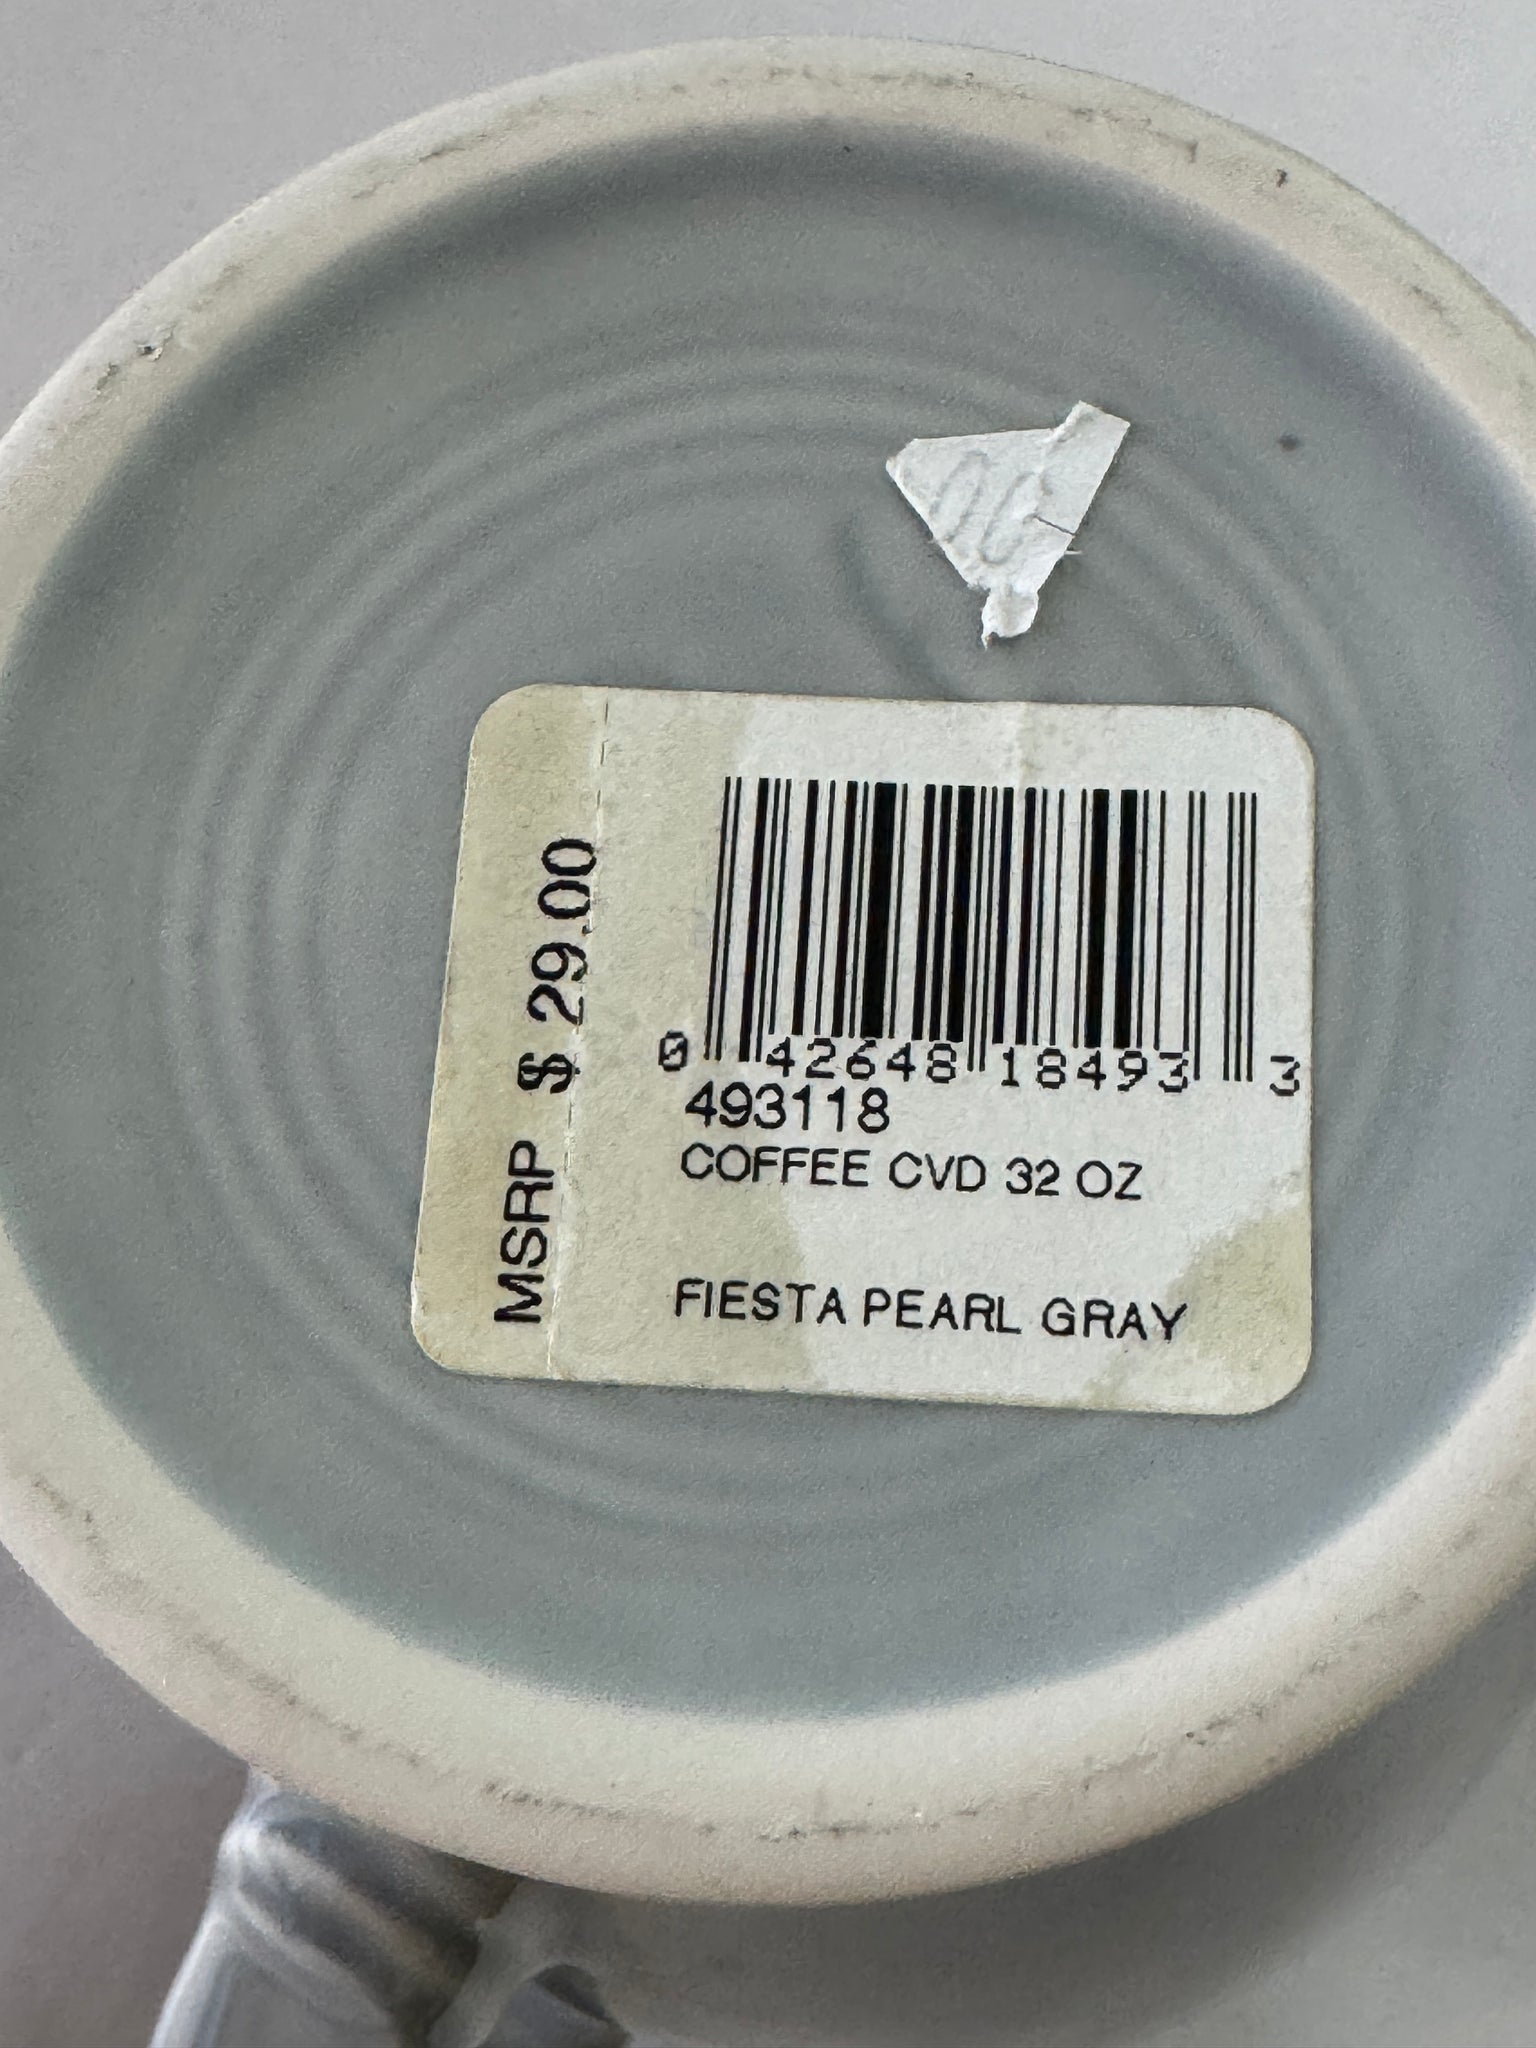 MSRP $ 29.00
0 42648 18493 3
493118
COFFEE CVD 32 OZ
FIESTA PEARL GRAY